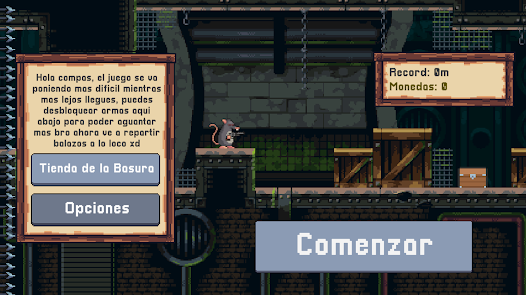 Hola compas, el juego se va
poniendo mas dificil mientras
mas lejos llegues, puedes
desbloquear armas aqui
abajo para poder aguantar
mas bro ahora ve a repartir
balazos a lo loco xd
Tienda de la Basura
Opciones
Record: 0m
Monedas: 0
Comenzar